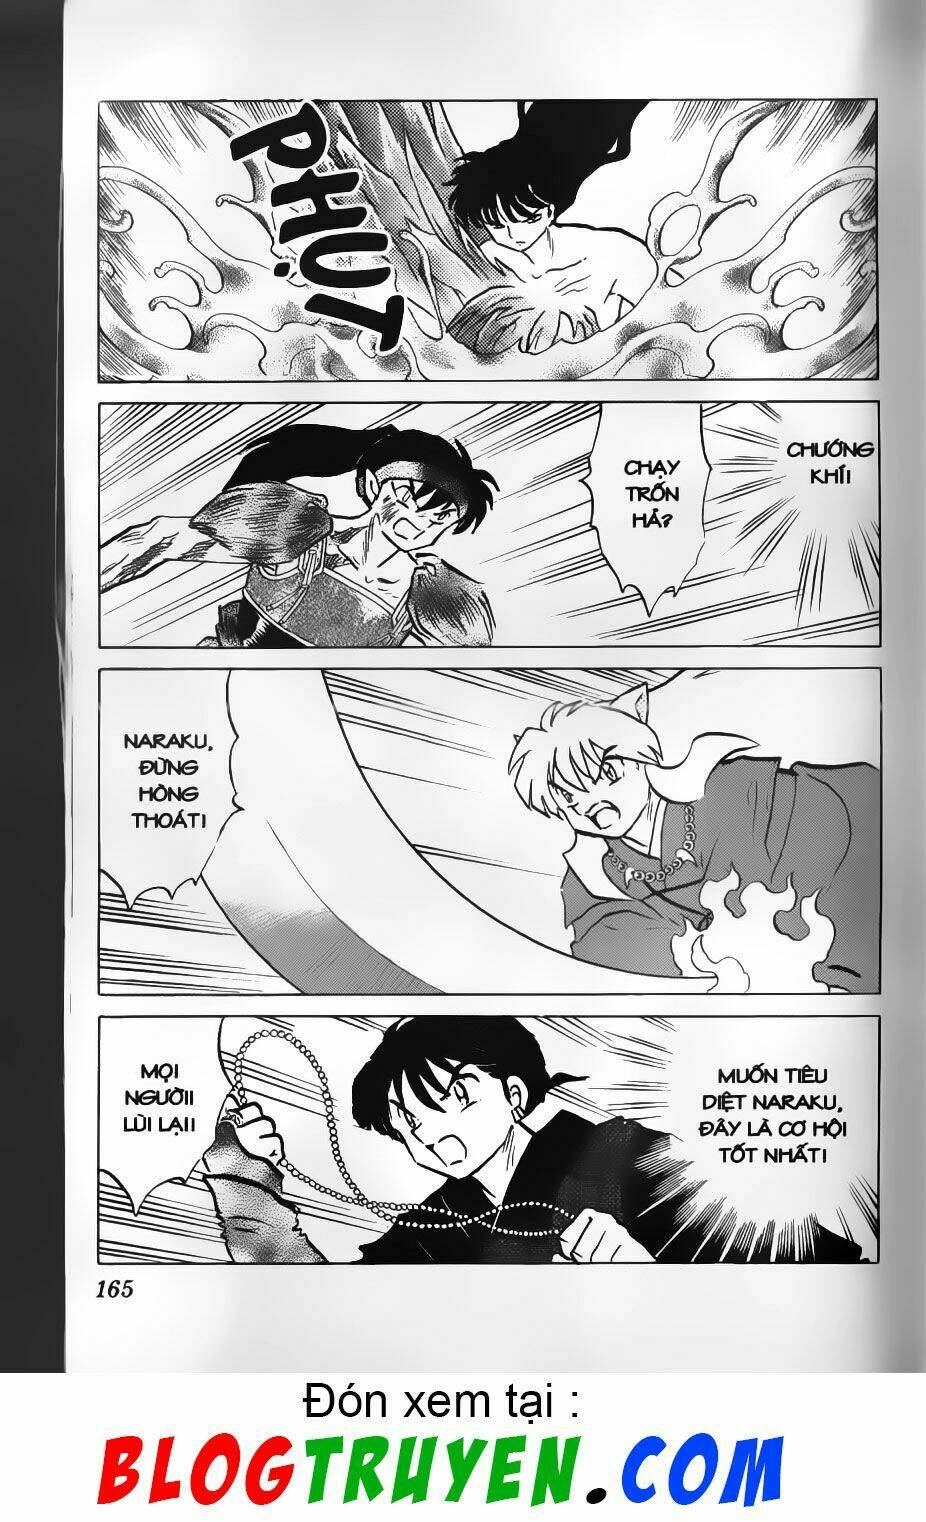 PHỤT
CHƯỚNG
KHÍ!
CHẠY
TRỐN
HẢ?
NARAKU,
ĐỪNG
HÒNG
THOÁT!
MUỐN TIÊU
DIỆT NARAKU,
ĐÂY LÀ CƠ HỘI
TỐT NHẤT!
MỌI
NGƯỜI!
LÙI LẠI!
165
Đón xem tại :
BLOGTRUYEN.COM